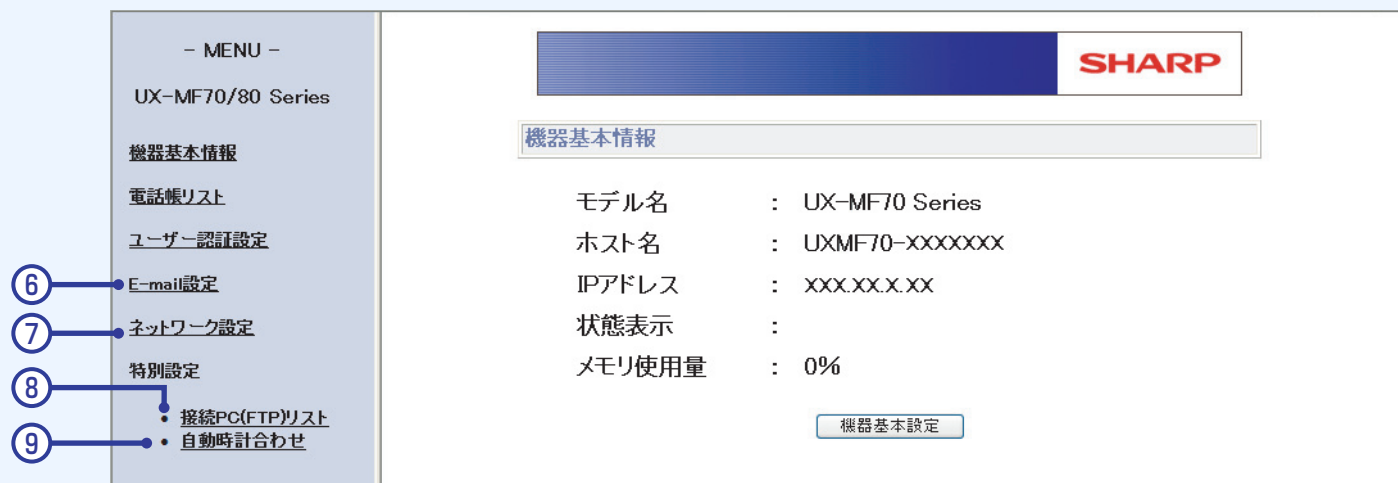 - MENU -
UX-MF70/80 Series
機器基本情報
電話帳リスト
ユーザー認証設定
⑥ E-mail設定
⑦ ネットワーク設定
特別設定
⑧ • 接続PC(FTP)リスト
⑨ • 自動時計合わせ
SHARP
機器基本情報
モデル名 : UX-MF70 Series
ホスト名 : UXMF70-XXXXXXX
IPアドレス : XXX.XX.X.XX
状態表示 :
メモリ使用量 : 0%
機器基本設定